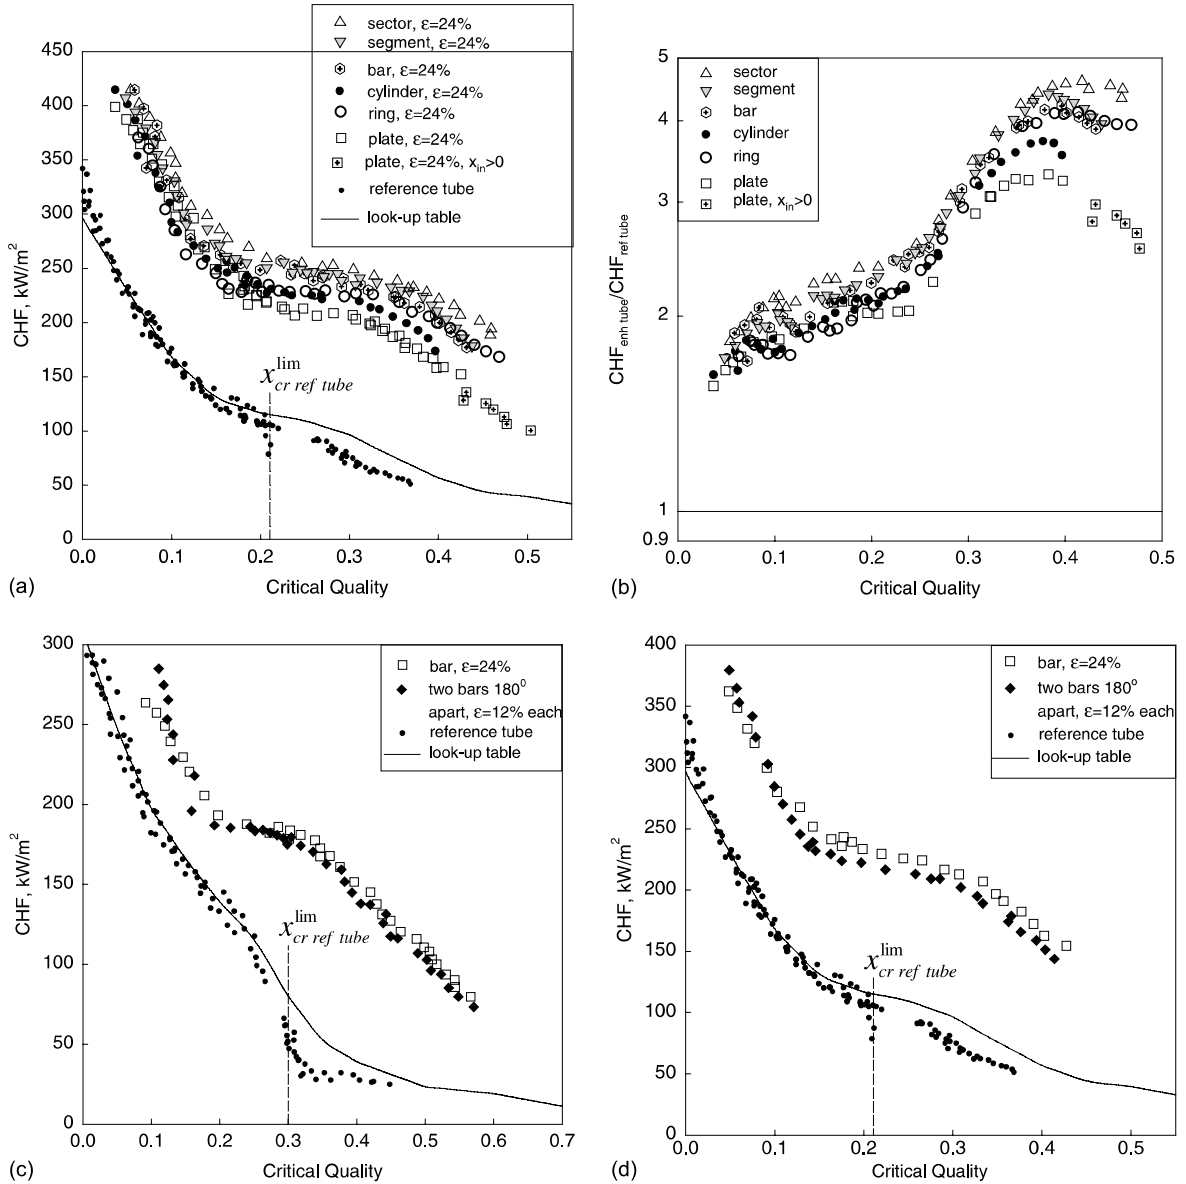 (a)
CHF, kW/m²
450
400
350
300
250
200
150
100
50
0
0.0 0.1 0.2 0.3 0.4 0.5
Critical Quality
sector, ε=24%
segment, ε=24%
bar, ε=24%
cylinder, ε=24%
ring, ε=24%
plate, ε=24%
plate, ε=24%, xin>0
reference tube
look-up table
x lim cr ref tube
(b)
CHFenh tube/CHFref tube
5
4
3
2
1
0.9
0.0 0.1 0.2 0.3 0.4 0.5
Critical Quality
sector
segment
bar
cylinder
ring
plate
plate, xin>0
(c)
CHF, kW/m²
300
250
200
150
100
50
0
0.0 0.1 0.2 0.3 0.4 0.5 0.6 0.7
Critical Quality
bar, ε=24%
two bars 180⁰
apart, ε=12% each
reference tube
look-up table
x lim cr ref tube
(d)
CHF, kW/m²
400
350
300
250
200
150
100
50
0
0.0 0.1 0.2 0.3 0.4 0.5
Critical Quality
bar, ε=24%
two bars 180°
apart, ε=12% each
reference tube
look-up table
x lim cr ref tube